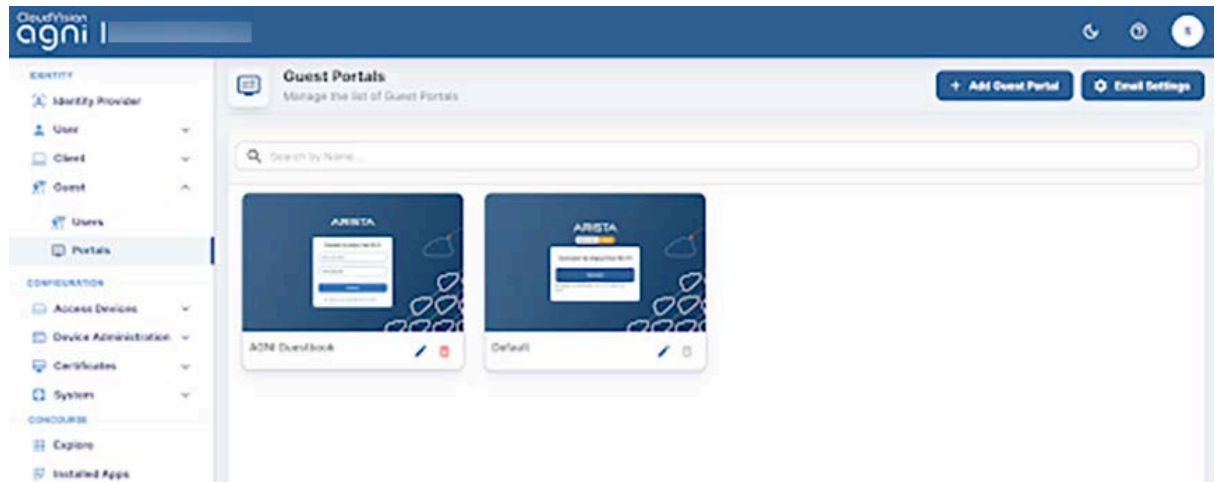 CloudVision
agni
IDENTITY
Identity Provider
User
Client
Guest
Users
Portals
CONFIGURATION
Access Devices
Device Administration
Certificates
System
CONCOURSE
Explore
Installed Apps
Guest Portals
Manage the list of Guest Portals
+ Add Guest Portal
Email Settings
Search by Name ...
ARISTA
AGNI Guestbook
ARISTA
Default